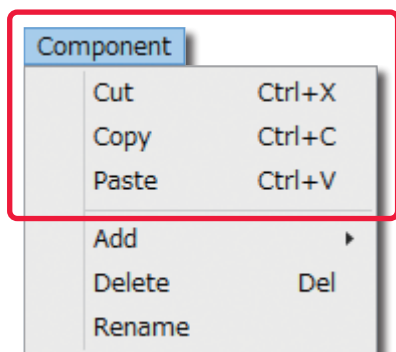 Component
Cut Ctrl+X
Copy Ctrl+C
Paste Ctrl+V
Add
Delete Del
Rename